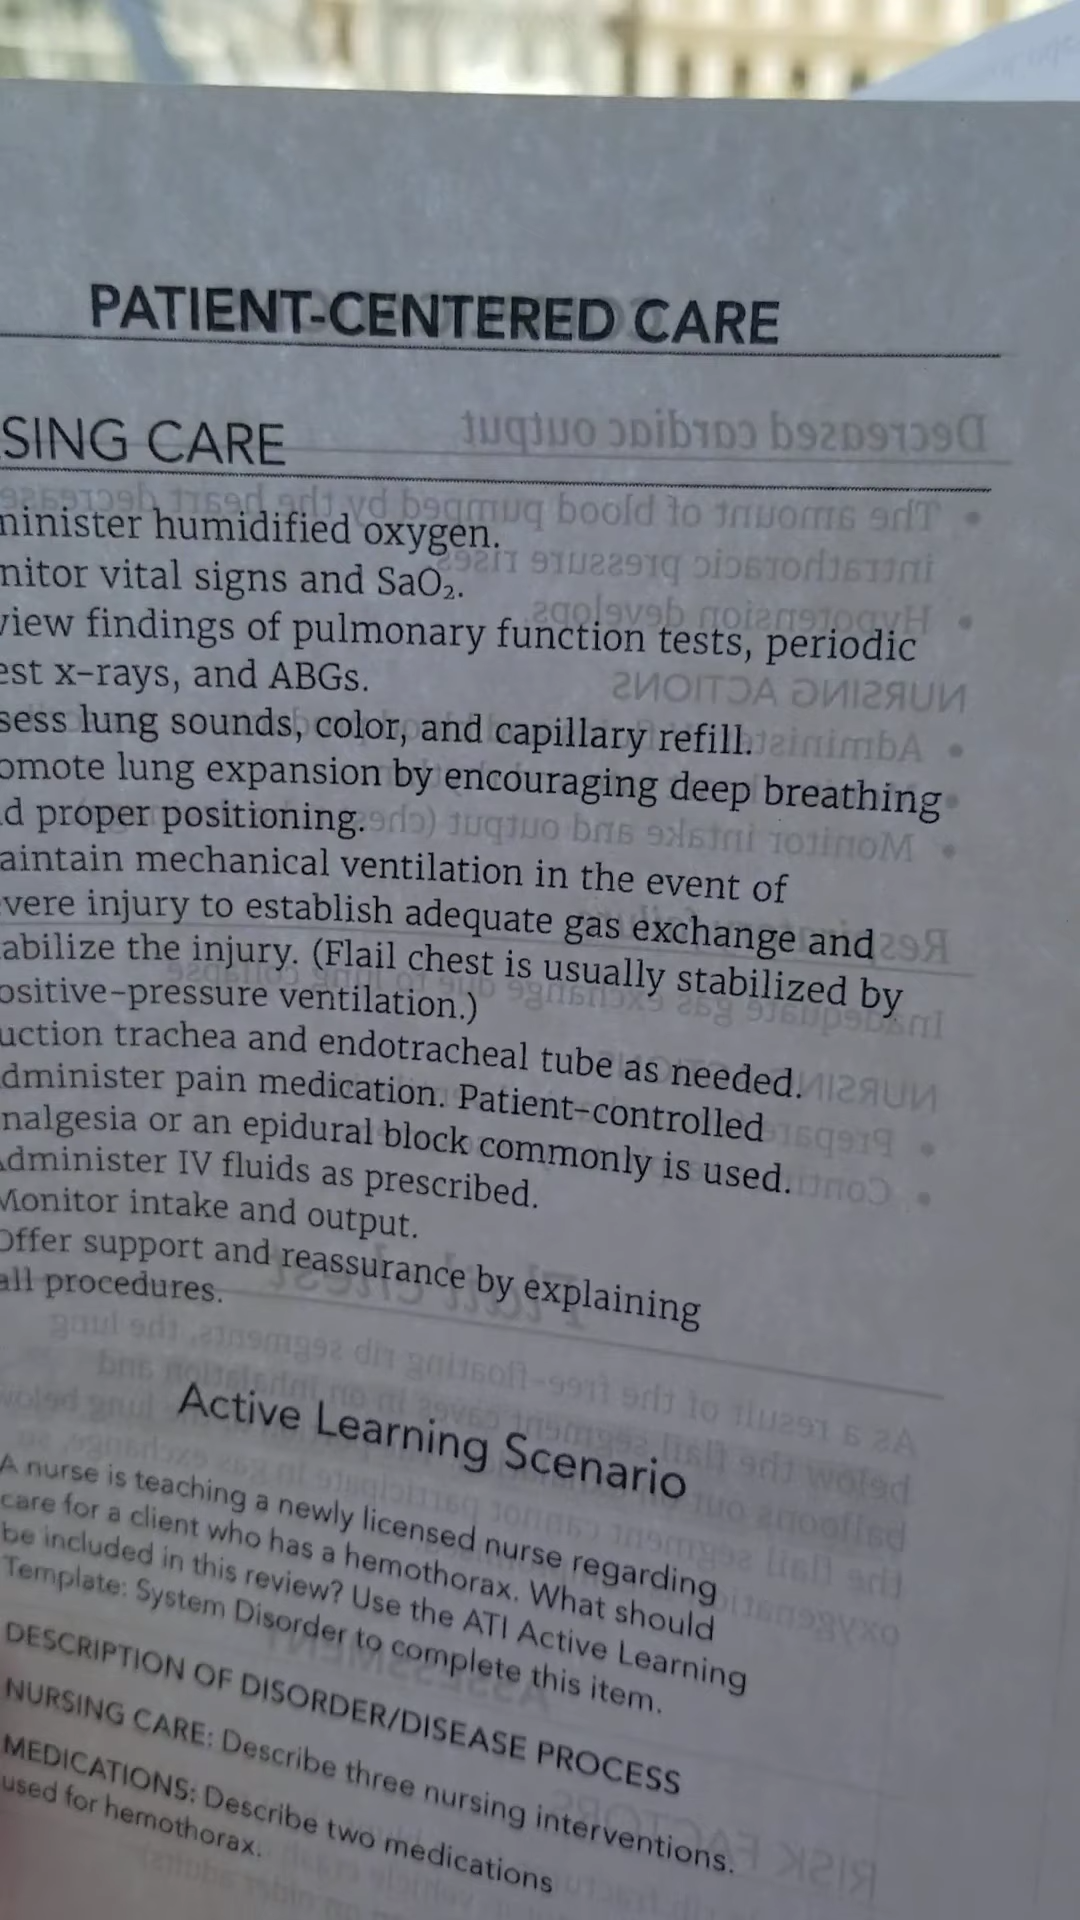 PATIENT-CENTERED CARE
SING CARE
minister humidified oxygen.
nitor vital signs and SaO₂.
view findings of pulmonary function tests, periodic
est x-rays, and ABGs.
sess lung sounds, color, and capillary refill.
omote lung expansion by encouraging deep breathing
d proper positioning.
aintain mechanical ventilation in the event of
vere injury to establish adequate gas exchange and
abilize the injury. (Flail chest is usually stabilized by
ositive-pressure ventilation.)
uction trachea and endotracheal tube as needed.
dminister pain medication. Patient-controlled
nalgesia or an epidural block commonly is used.
Administer IV fluids as prescribed.
Monitor intake and output.
Offer support and reassurance by explaining
all procedures.
Active Learning Scenario
A nurse is teaching a newly licensed nurse regarding
care for a client who has a hemothorax. What should
be included in this review? Use the ATI Active Learning
Template: System Disorder to complete this item.
DESCRIPTION OF DISORDER/DISEASE PROCESS
NURSING CARE: Describe three nursing interventions.
MEDICATIONS: Describe two medications
used for hemothorax.